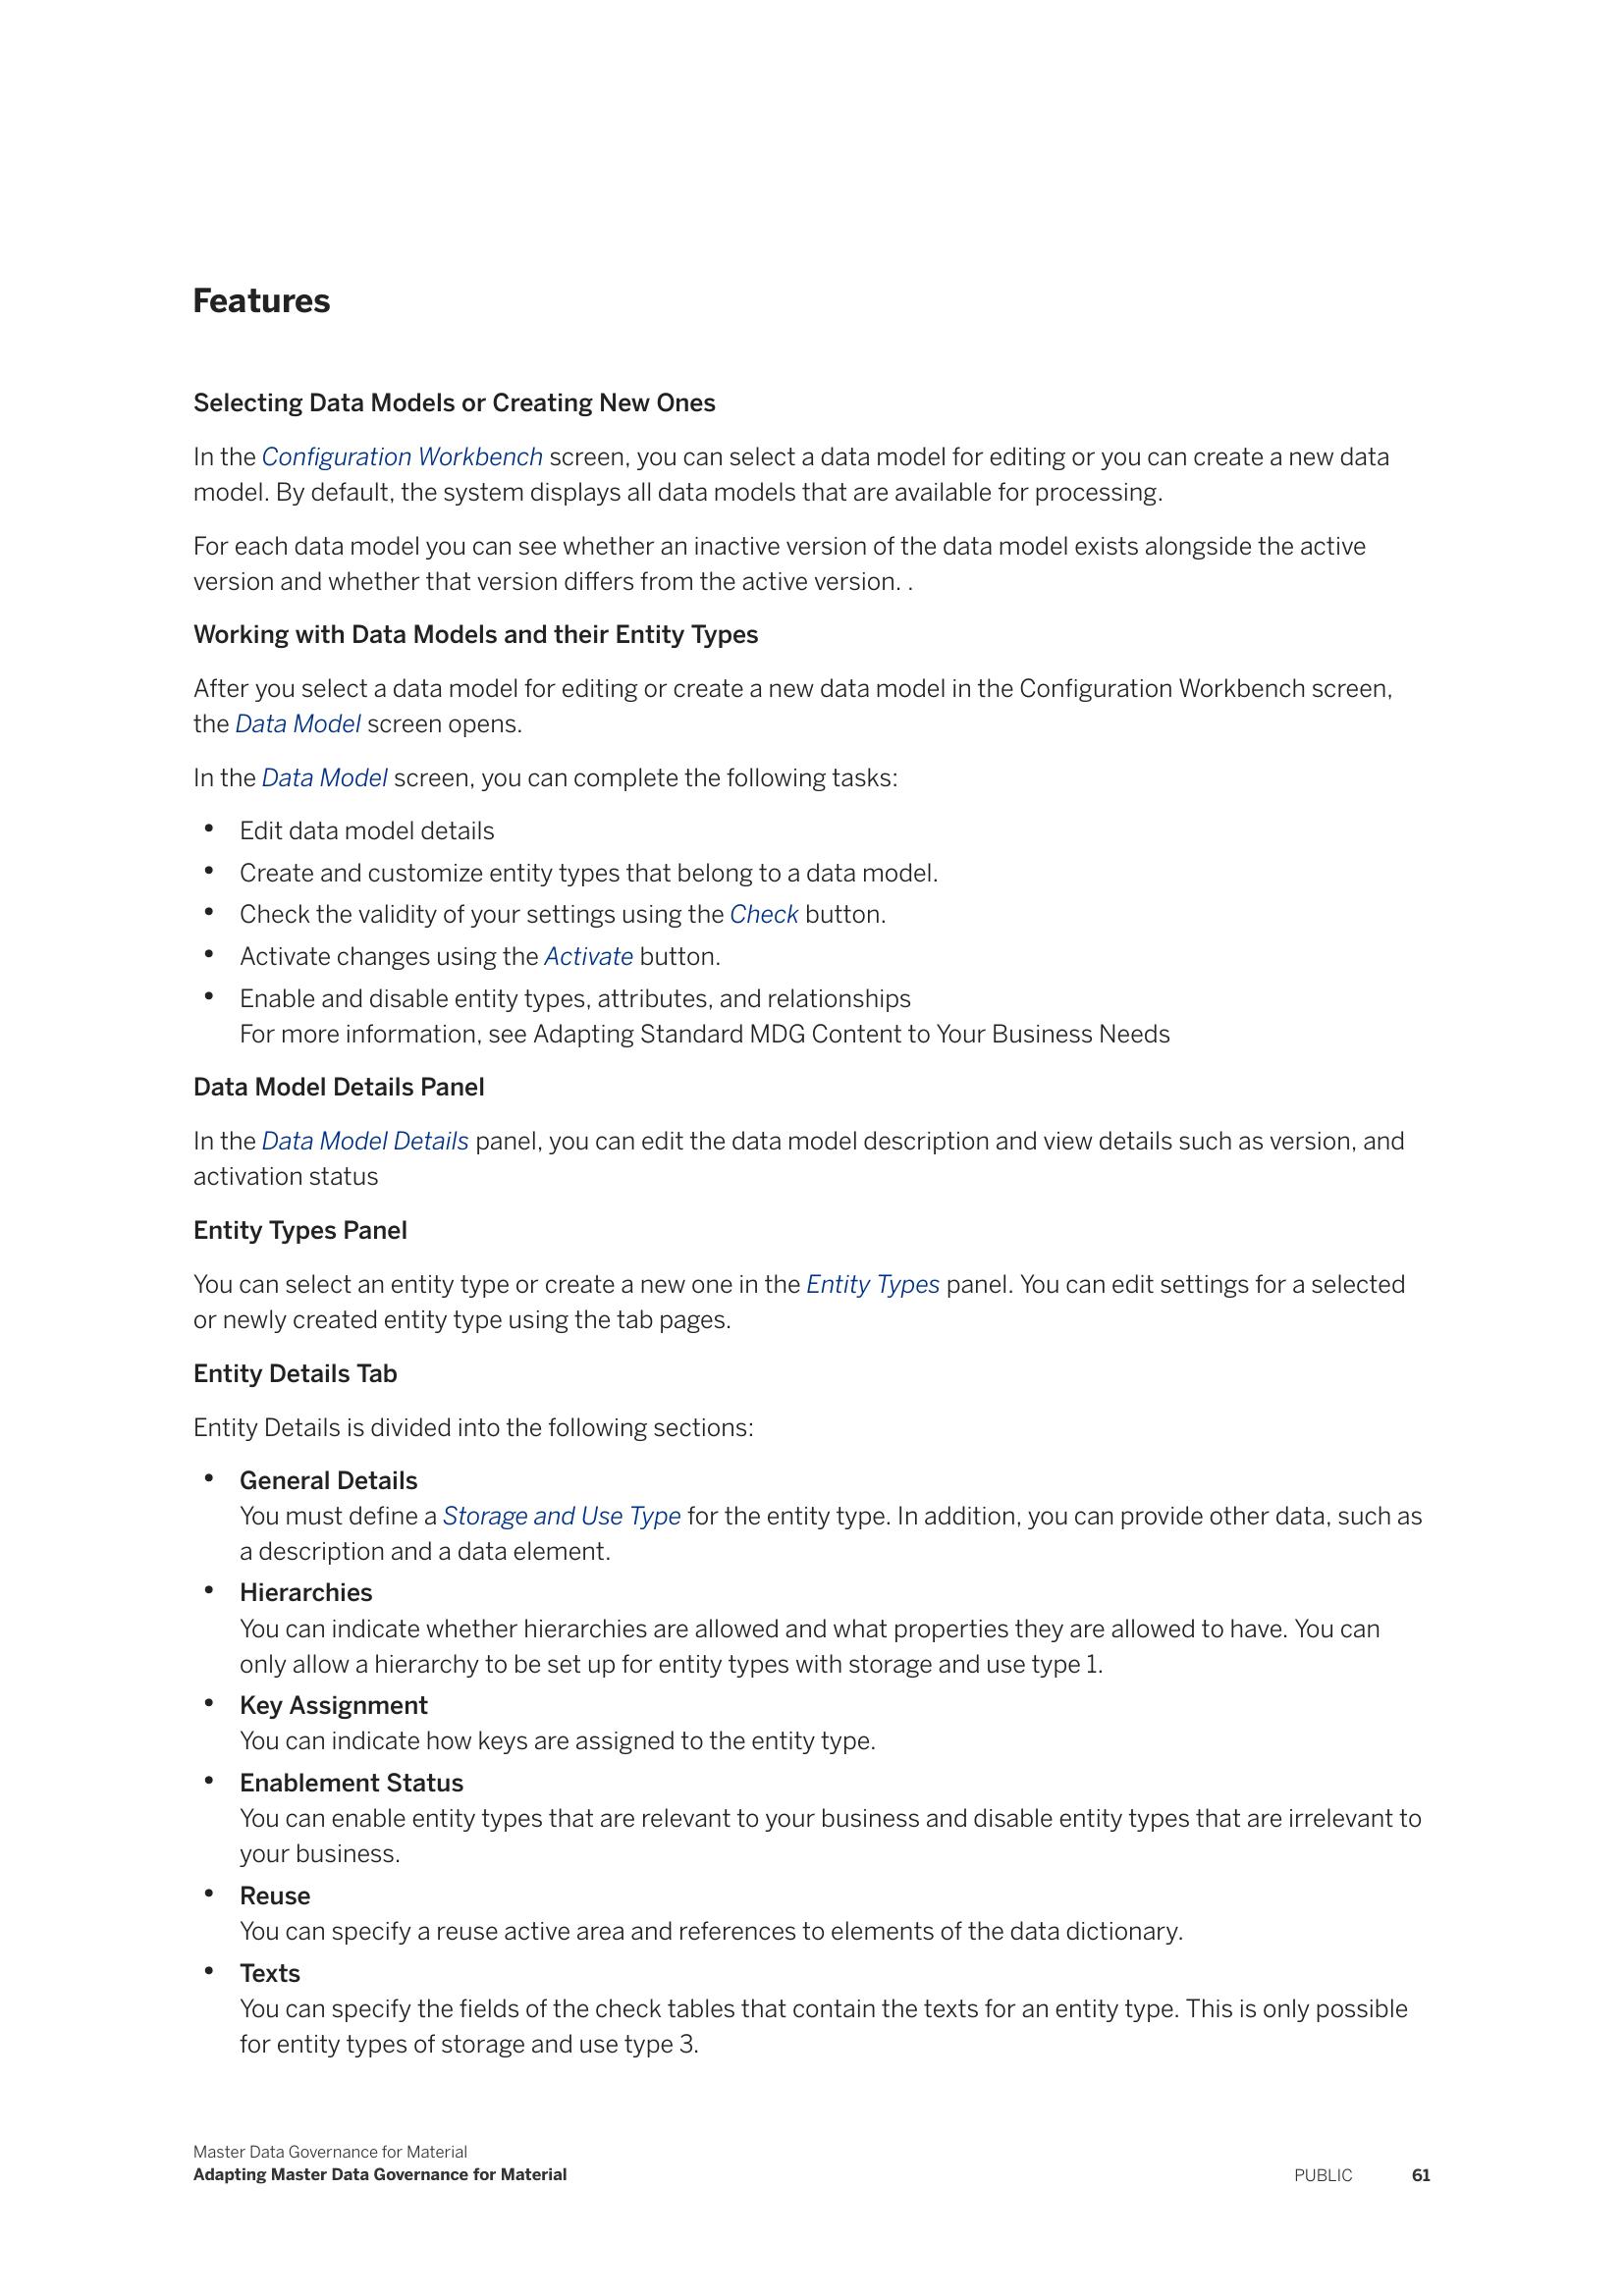 Features
Selecting Data Models or Creating New Ones
In the Configuration Workbench screen, you can select a data model for editing or you can create a new data
model. By default, the system displays all data models that are available for processing.
For each data model you can see whether an inactive version of the data model exists alongside the active
version and whether that version differs from the active version. .
Working with Data Models and their Entity Types
After you select a data model for editing or create a new data model in the Configuration Workbench screen,
the Data Model screen opens.
In the Data Model screen, you can complete the following tasks:
• Edit data model details
• Create and customize entity types that belong to a data model.
• Check the validity of your settings using the Check button.
• Activate changes using the Activate button.
• Enable and disable entity types, attributes, and relationships
For more information, see Adapting Standard MDG Content to Your Business Needs
Data Model Details Panel
In the Data Model Details panel, you can edit the data model description and view details such as version, and
activation status
Entity Types Panel
You can select an entity type or create a new one in the Entity Types panel. You can edit settings for a selected
or newly created entity type using the tab pages.
Entity Details Tab
Entity Details is divided into the following sections:
• General Details
You must define a Storage and Use Type for the entity type. In addition, you can provide other data, such as
a description and a data element.
• Hierarchies
You can indicate whether hierarchies are allowed and what properties they are allowed to have. You can
only allow a hierarchy to be set up for entity types with storage and use type 1.
• Key Assignment
You can indicate how keys are assigned to the entity type.
• Enablement Status
You can enable entity types that are relevant to your business and disable entity types that are irrelevant to
your business.
• Reuse
You can specify a reuse active area and references to elements of the data dictionary.
• Texts
You can specify the fields of the check tables that contain the texts for an entity type. This is only possible
for entity types of storage and use type 3.
Master Data Governance for Material
Adapting Master Data Governance for Material
PUBLIC 61